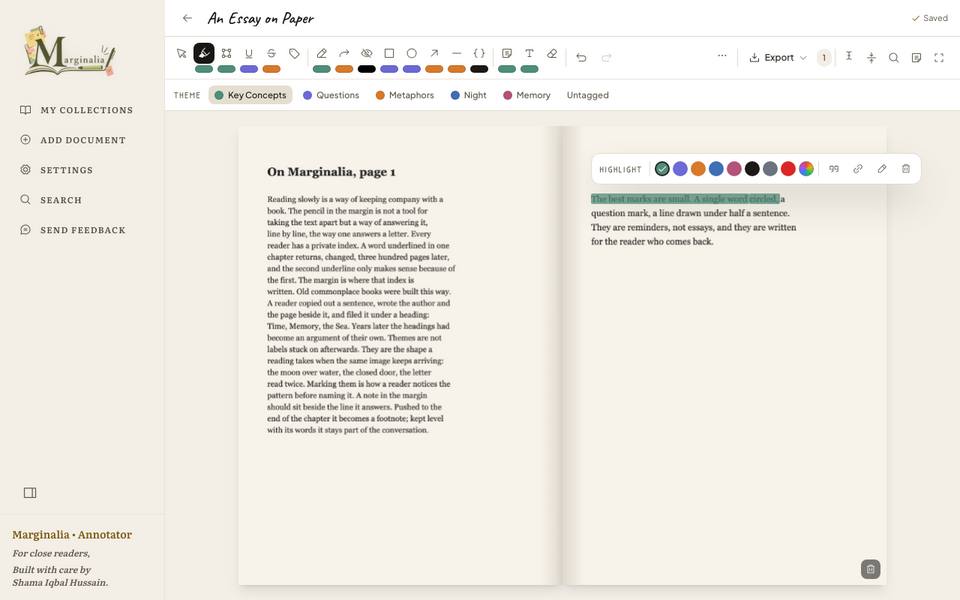 Marginalia
MY COLLECTIONS
ADD DOCUMENT
SETTINGS
SEARCH
SEND FEEDBACK
Marginalia • Annotator
For close readers,
Built with care by
Shama Iqbal Hussain.
An Essay on Paper
Saved
Export
1
THEME
Key Concepts
Questions
Metaphors
Night
Memory
Untagged
On Marginalia, page 1
Reading slowly is a way of keeping company with a
book. The pencil in the margin is not a tool for
taking the text apart but a way of answering it,
line by line, the way one answers a letter. Every
reader has a private index. A word underlined in one
chapter returns, changed, three hundred pages later,
and the second underline only makes sense because of
the first. The margin is where that index is
written. Old commonplace books were built this way.
A reader copied out a sentence, wrote the author and
the page beside it, and filed it under a heading:
Time, Memory, the Sea. Years later the headings had
become an argument of their own. Themes are not
labels stuck on afterwards. They are the shape a
reading takes when the same image keeps arriving:
the moon over water, the closed door, the letter
read twice. Marking them is how a reader notices the
pattern before naming it. A note in the margin
should sit beside the line it answers. Pushed to the
end of the chapter it becomes a footnote; kept level
with its words it stays part of the conversation.
HIGHLIGHT
The best marks are small. A single word circled, a
question mark, a line drawn under half a sentence.
They are reminders, not essays, and they are written
for the reader who comes back.